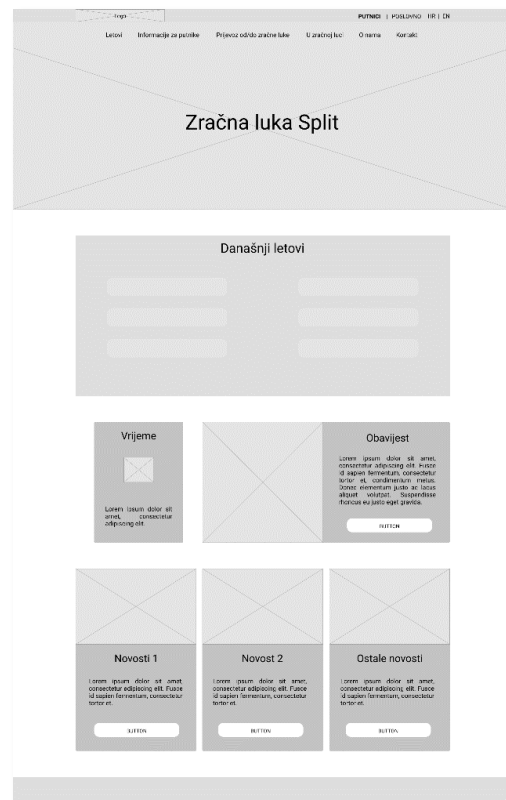 -Logo-
PUTNICI | POSLOVNO HR | EN
Letovi Informacije za putnike Prijevoz od/do zračne luke U zračnoj luci O nama Kontakt
Zračna luka Split
Današnji letovi
Vrijeme
Lorem ipsum dolor sit
amet, consectetur
adipiscing elit.
Obavijest
Lorem ipsum dolor sit amet,
consectetur adipiscing elit. Fusce
id sapien fermentum, consectetur
tortor et, condimentum metus.
Donec elementum justo ac lacus
aliquet volutpat. Suspendisse
rhoncus eu justo eget gravida.
BUTTON
Novosti 1
Lorem ipsum dolor sit amet,
consectetur adipiscing elit. Fusce
id sapien fermentum, consectetur
tortor et.
BUTTON
Novost 2
Lorem ipsum dolor sit amet,
consectetur adipiscing elit. Fusce
id sapien fermentum, consectetur
tortor et.
BUTTON
Ostale novosti
Lorem ipsum dolor sit amet,
consectetur adipiscing elit. Fusce
id sapien fermentum, consectetur
tortor et.
BUTTON